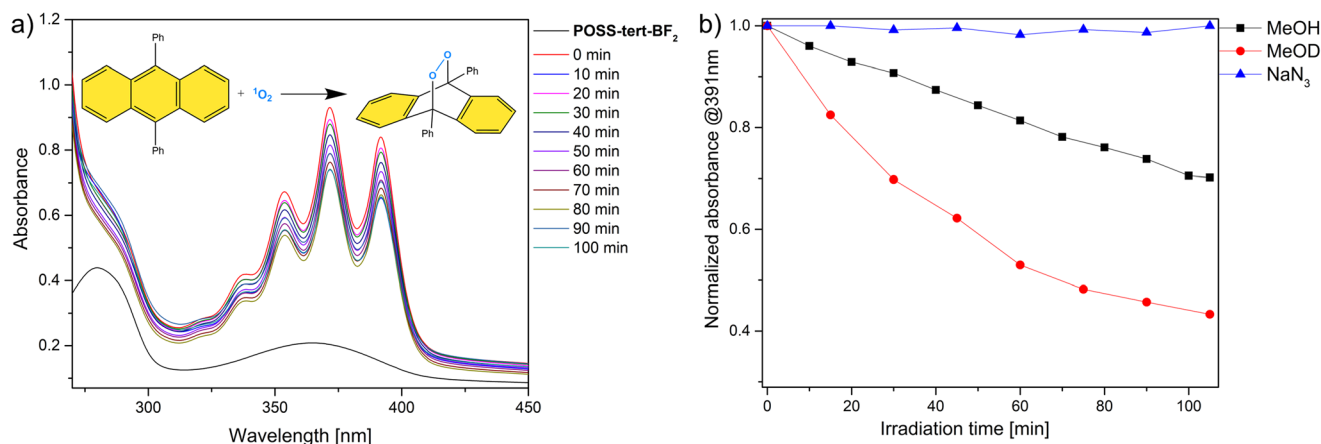 a)
1.2
1.0
0.8
0.6
0.4
0.2
Absorbance
300
350
400
450
Wavelength [nm]
Ph
Ph
+ ¹O₂
Ph
O
O
Ph
POSS-tert-BF₂
0 min
10 min
20 min
30 min
40 min
50 min
60 min
70 min
80 min
90 min
100 min
b)
1.0
0.8
0.6
0.4
Normalized absorbance @391nm
0
20
40
60
80
100
Irradiation time [min]
MeOH
MeOD
NaN₃